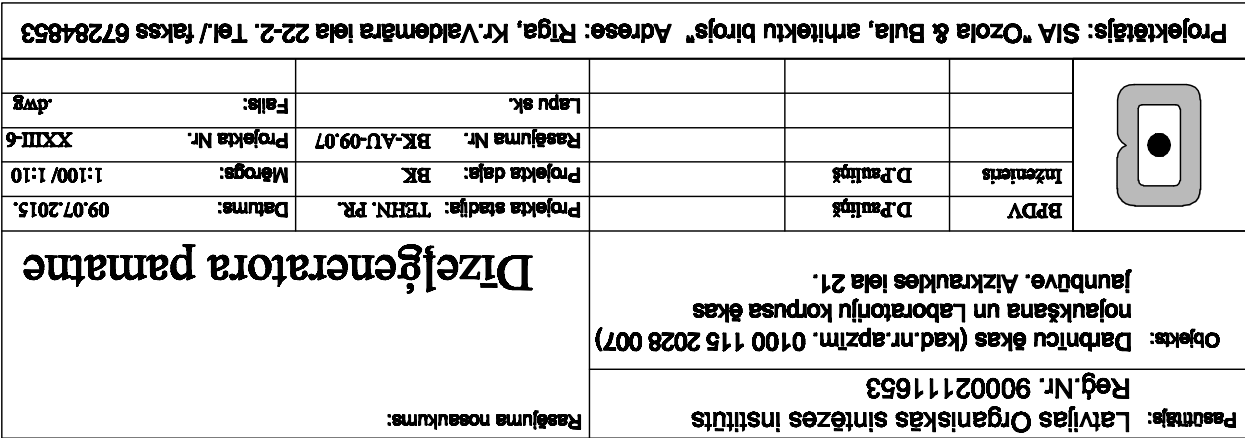 Pasūtītājs: Latvijas Organiskās sintēzes institūts
Reģ.Nr. 90002111653
Rasējuma nosaukums:
Objekts: Darbnīcu ēkas (kad.nr.apzīm. 0100 115 2028 007)
nojaukšana un Laboratoriju korpusa ēkas
jaunbūve. Aizkraukles iela 21.
Dīzeļģeneratora pamatne
BPDV D.Pauliņš Projekta stadija: TEHN. PR. Datums: 09.07.2015.
Inženieris D.Pauliņš Projekta daļa: BK Mērogs: 1:100/ 1:10
Rasējuma Nr. BK-AU-09.07 Projekta Nr. XXIII-6
Lapu sk. Fails: .dwg
Projektētājs: SIA "Ozola & Bula, arhitektu birojs" Adrese: Rīga, Kr.Valdemāra iela 22-2. Tel./ fakss 67284853